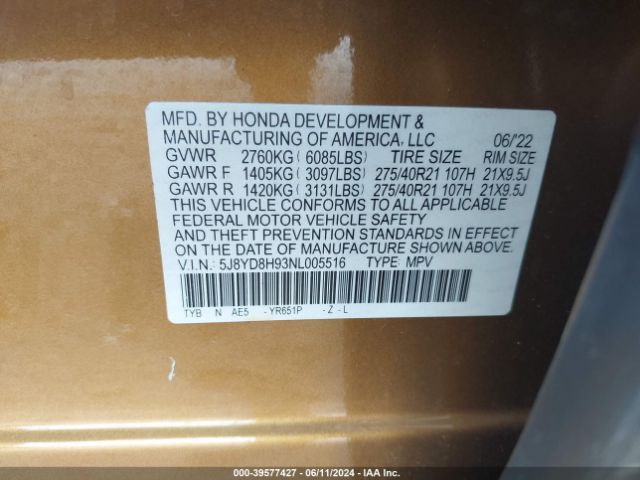 MFD. BY HONDA DEVELOPMENT &
MANUFACTURING OF AMERICA, LLC 06/'22
GVWR 2760KG (6085LBS) TIRE SIZE RIM SIZE
GAWR F 1405KG (3097LBS) 275/40R21 107H 21X9.5J
GAWR R 1420KG (3131LBS) 275/40R21 107H 21X9.5J
THIS VEHICLE CONFORMS TO ALL APPLICABLE
FEDERAL MOTOR VEHICLE SAFETY
AND THEFT PREVENTION STANDARDS IN EFFECT
ON THE DATE OF MANUFACTURE SHOWN ABOVE.
V.I.N.: 5J8YD8H93NL005516 TYPE: MPV
TYB N AE5 - YR651P - Z - L
000-39577427 - 06/11/2024 - IAA Inc.